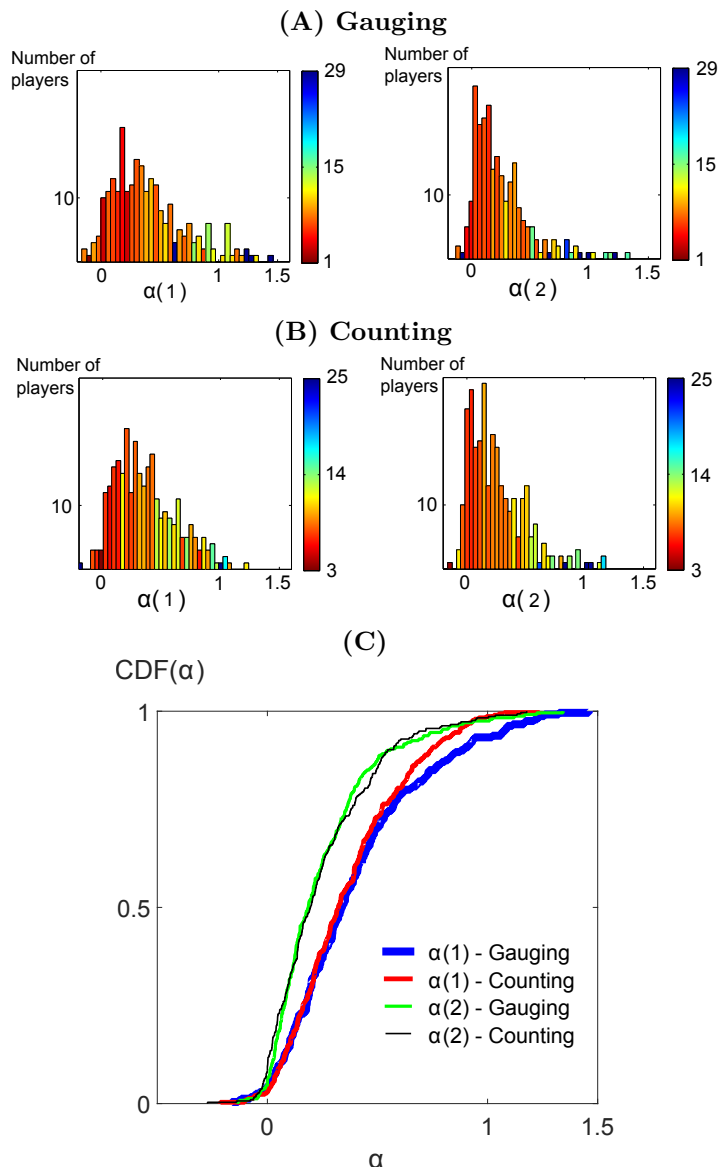 (A) Gauging
Number of
players
10
0
1
1.5
α(1)
29
15
1
Number of
players
10
0
1
1.5
α(2)
29
15
1
(B) Counting
Number of
players
10
0
1
1.5
α(1)
25
14
3
Number of
players
10
0
1
1.5
α(2)
25
14
3
(C)
CDF(α)
1
0.5
0
0
1
1.5
α
α(1) - Gauging
α(1) - Counting
α(2) - Gauging
α(2) - Counting